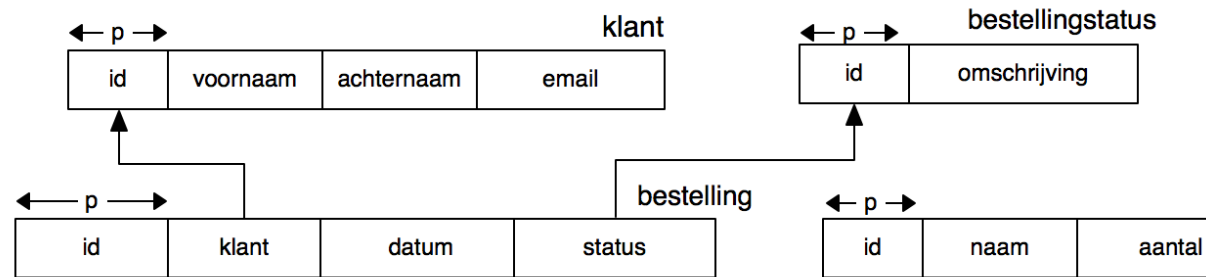 klant
p
id voornaam achternaam email
bestellingstatus
p
id omschrijving
bestelling
p
id klant datum status
p
id naam aantal